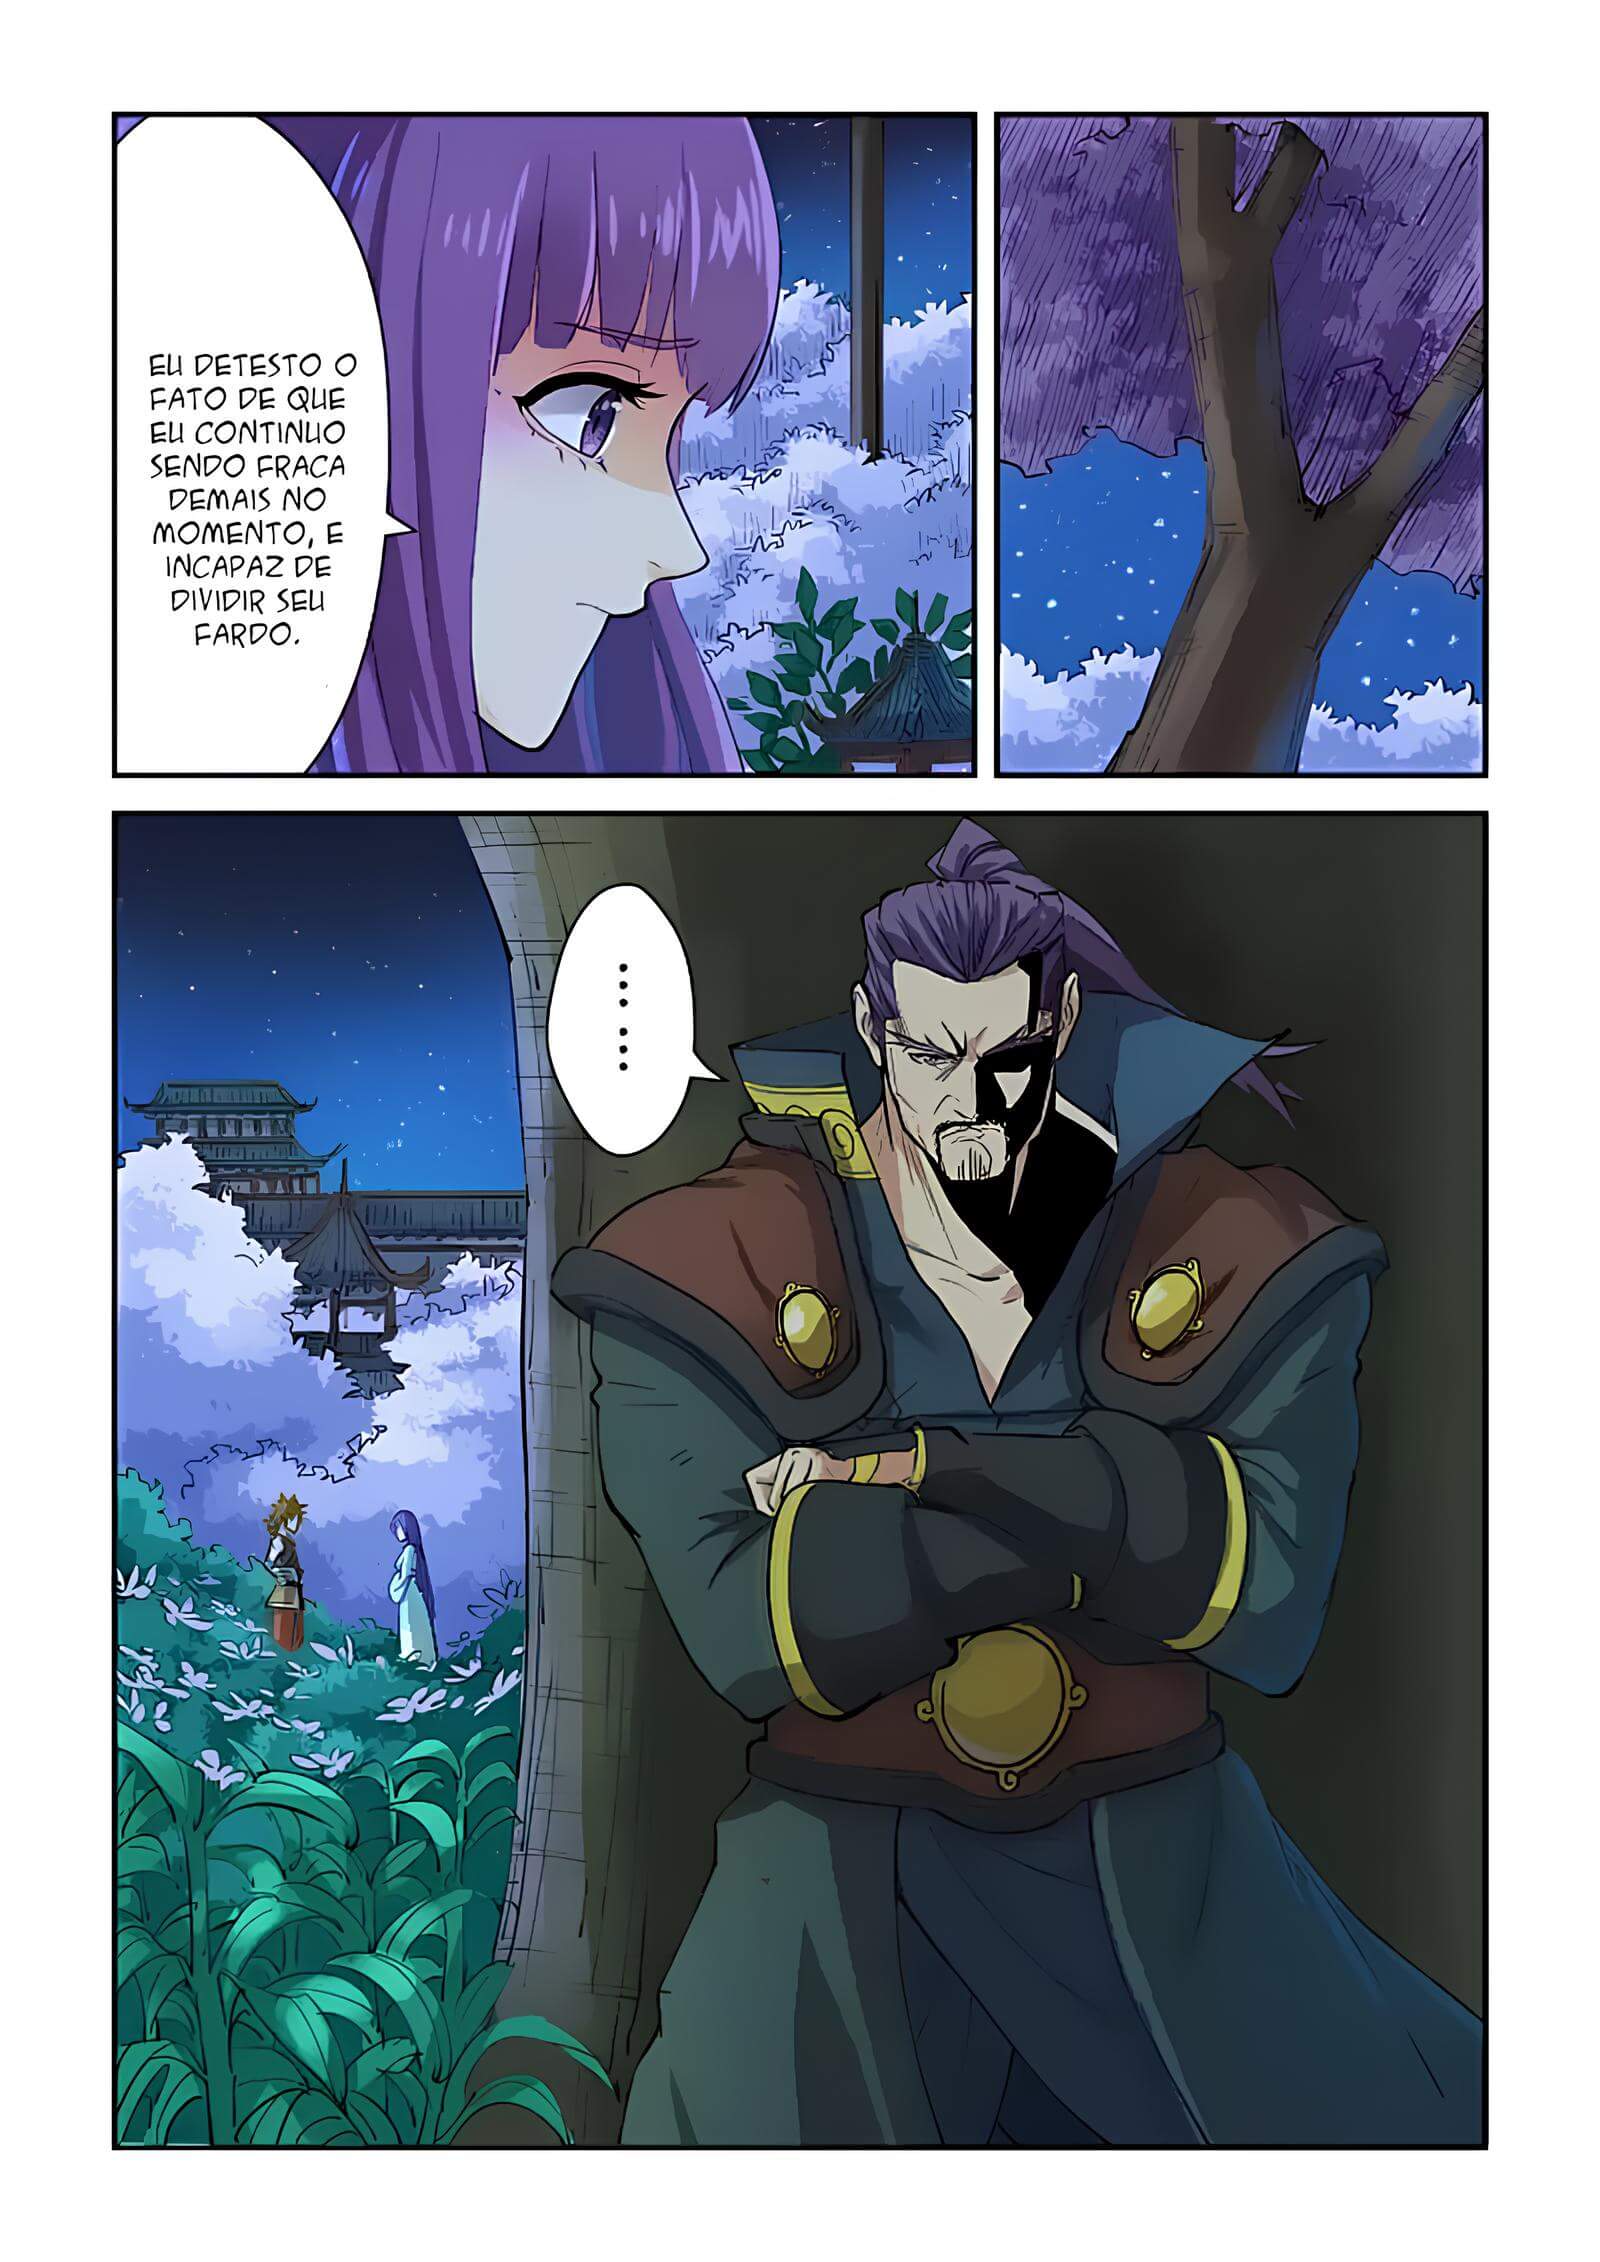 EU DETESTO O
FATO DE QUE
EU CONTINUO
SENDO FRACA
DEMAIS NO
MOMENTO, E
INCAPAZ DE
DIVIDIR SEU
FARDO.
......